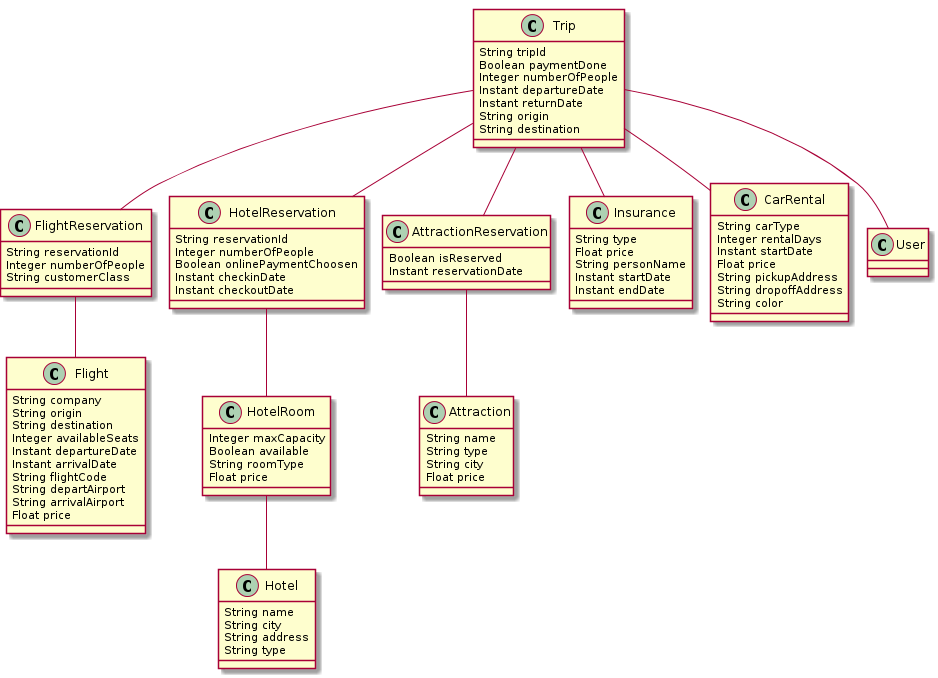 C Trip
String tripId
Boolean paymentDone
Integer numberOfPeople
Instant departureDate
Instant returnDate
String origin
String destination
C FlightReservation
String reservationId
Integer numberOfPeople
String customerClass
C HotelReservation
String reservationId
Integer numberOfPeople
Boolean onlinePaymentChoosen
Instant checkinDate
Instant checkoutDate
C AttractionReservation
Boolean isReserved
Instant reservationDate
C Insurance
String type
Float price
String personName
Instant startDate
Instant endDate
C CarRental
String carType
Integer rentalDays
Instant startDate
Float price
String pickupAddress
String dropoffAddress
String color
C User
C Flight
String company
String origin
String destination
Integer availableSeats
Instant departureDate
Instant arrivalDate
String flightCode
String departAirport
String arrivalAirport
Float price
C HotelRoom
Integer maxCapacity
Boolean available
String roomType
Float price
C Attraction
String name
String type
String city
Float price
C Hotel
String name
String city
String address
String type